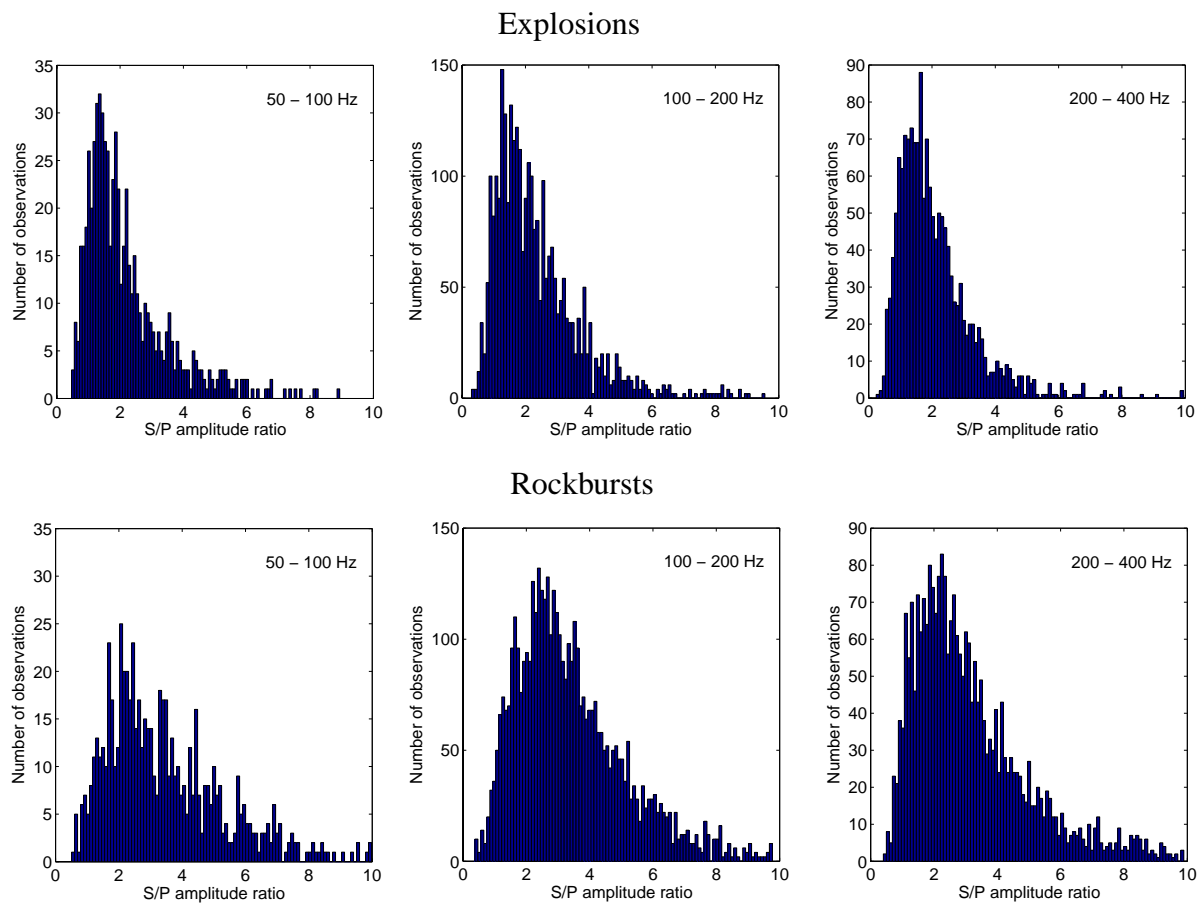 Explosions
35
30
25
20
15
10
5
0
0 2 4 6 8 10
Number of observations
S/P amplitude ratio
50 – 100 Hz
150
100
50
0
0 2 4 6 8 10
Number of observations
S/P amplitude ratio
100 – 200 Hz
90
80
70
60
50
40
30
20
10
0
0 2 4 6 8 10
Number of observations
S/P amplitude ratio
200 – 400 Hz
Rockbursts
35
30
25
20
15
10
5
0
0 2 4 6 8 10
Number of observations
S/P amplitude ratio
50 – 100 Hz
150
100
50
0
0 2 4 6 8 10
Number of observations
S/P amplitude ratio
100 – 200 Hz
90
80
70
60
50
40
30
20
10
0
0 2 4 6 8 10
Number of observations
S/P amplitude ratio
200 – 400 Hz